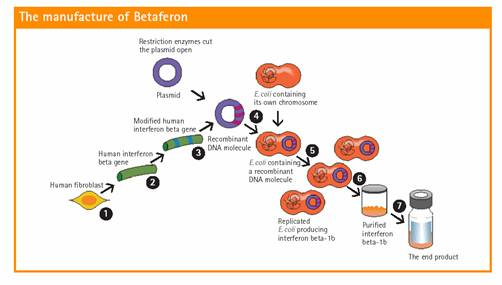 The manufacture of Betaferon
Restriction enzymes cut
the plasmid open
Plasmid
E. coli containing
its own chromosome
Modified human
interferon beta gene
4
Recombinant
DNA molecule
3
5
Human interferon
beta gene
E. coli containing
a recombinant
DNA molecule
2
6
Human fibroblast
1
7
Replicated
E. coli producing
interferon beta-1b
Purified
interferon
beta-1b
The end product